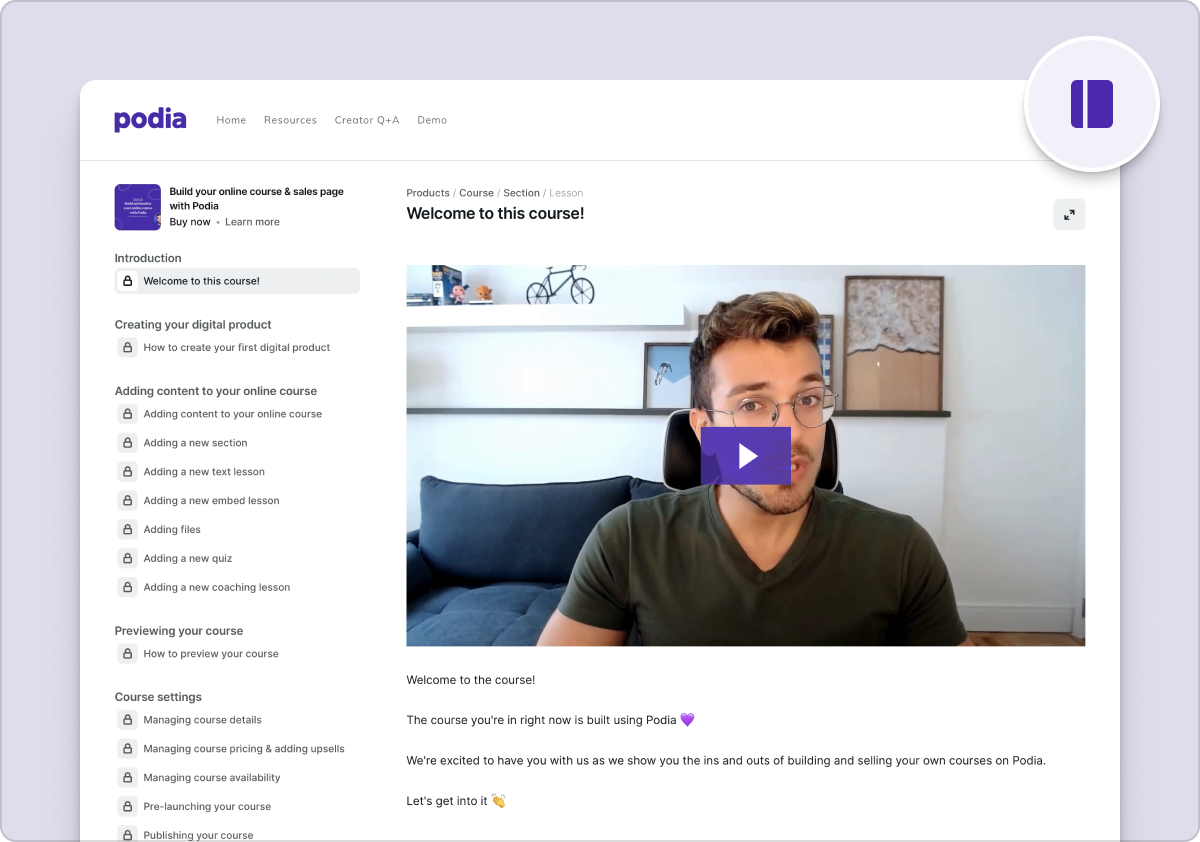 podia
Home
Resources
Creator Q+A
Demo
Build your online course & sales page
with Podia
Buy now • Learn more
Introduction
Welcome to this course!
Creating your digital product
How to create your first digital product
Adding content to your online course
Adding content to your online course
Adding a new section
Adding a new text lesson
Adding a new embed lesson
Adding files
Adding a new quiz
Adding a new coaching lesson
Previewing your course
How to preview your course
Course settings
Managing course details
Managing course pricing & adding upsells
Managing course availability
Pre-launching your course
Publishing your course
Products / Course / Section / Lesson
Welcome to this course!
Welcome to the course!
The course you're in right now is built using Podia 💜
We're excited to have you with us as we show you the ins and outs of building and selling your own courses on Podia.
Let's get into it 👏